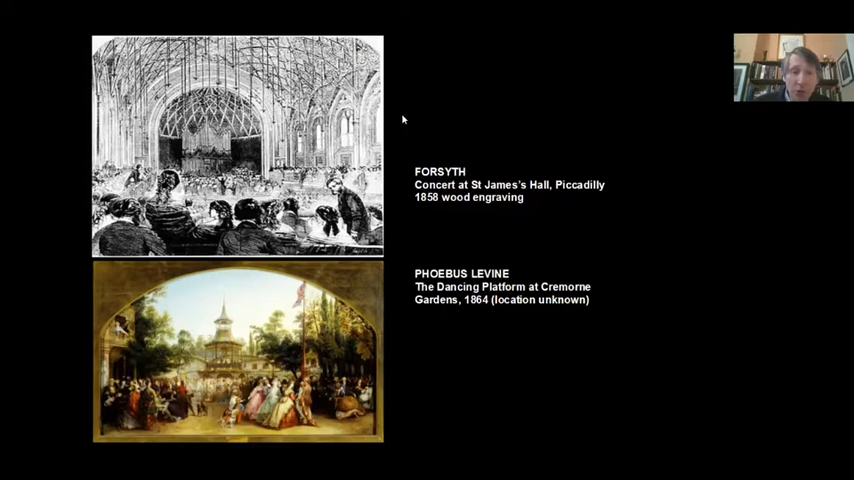 FORSYTH
Concert at St James's Hall, Piccadilly
1858 wood engraving
PHOEBUS LEVINE
The Dancing Platform at Cremorne
Gardens, 1864 (location unknown)